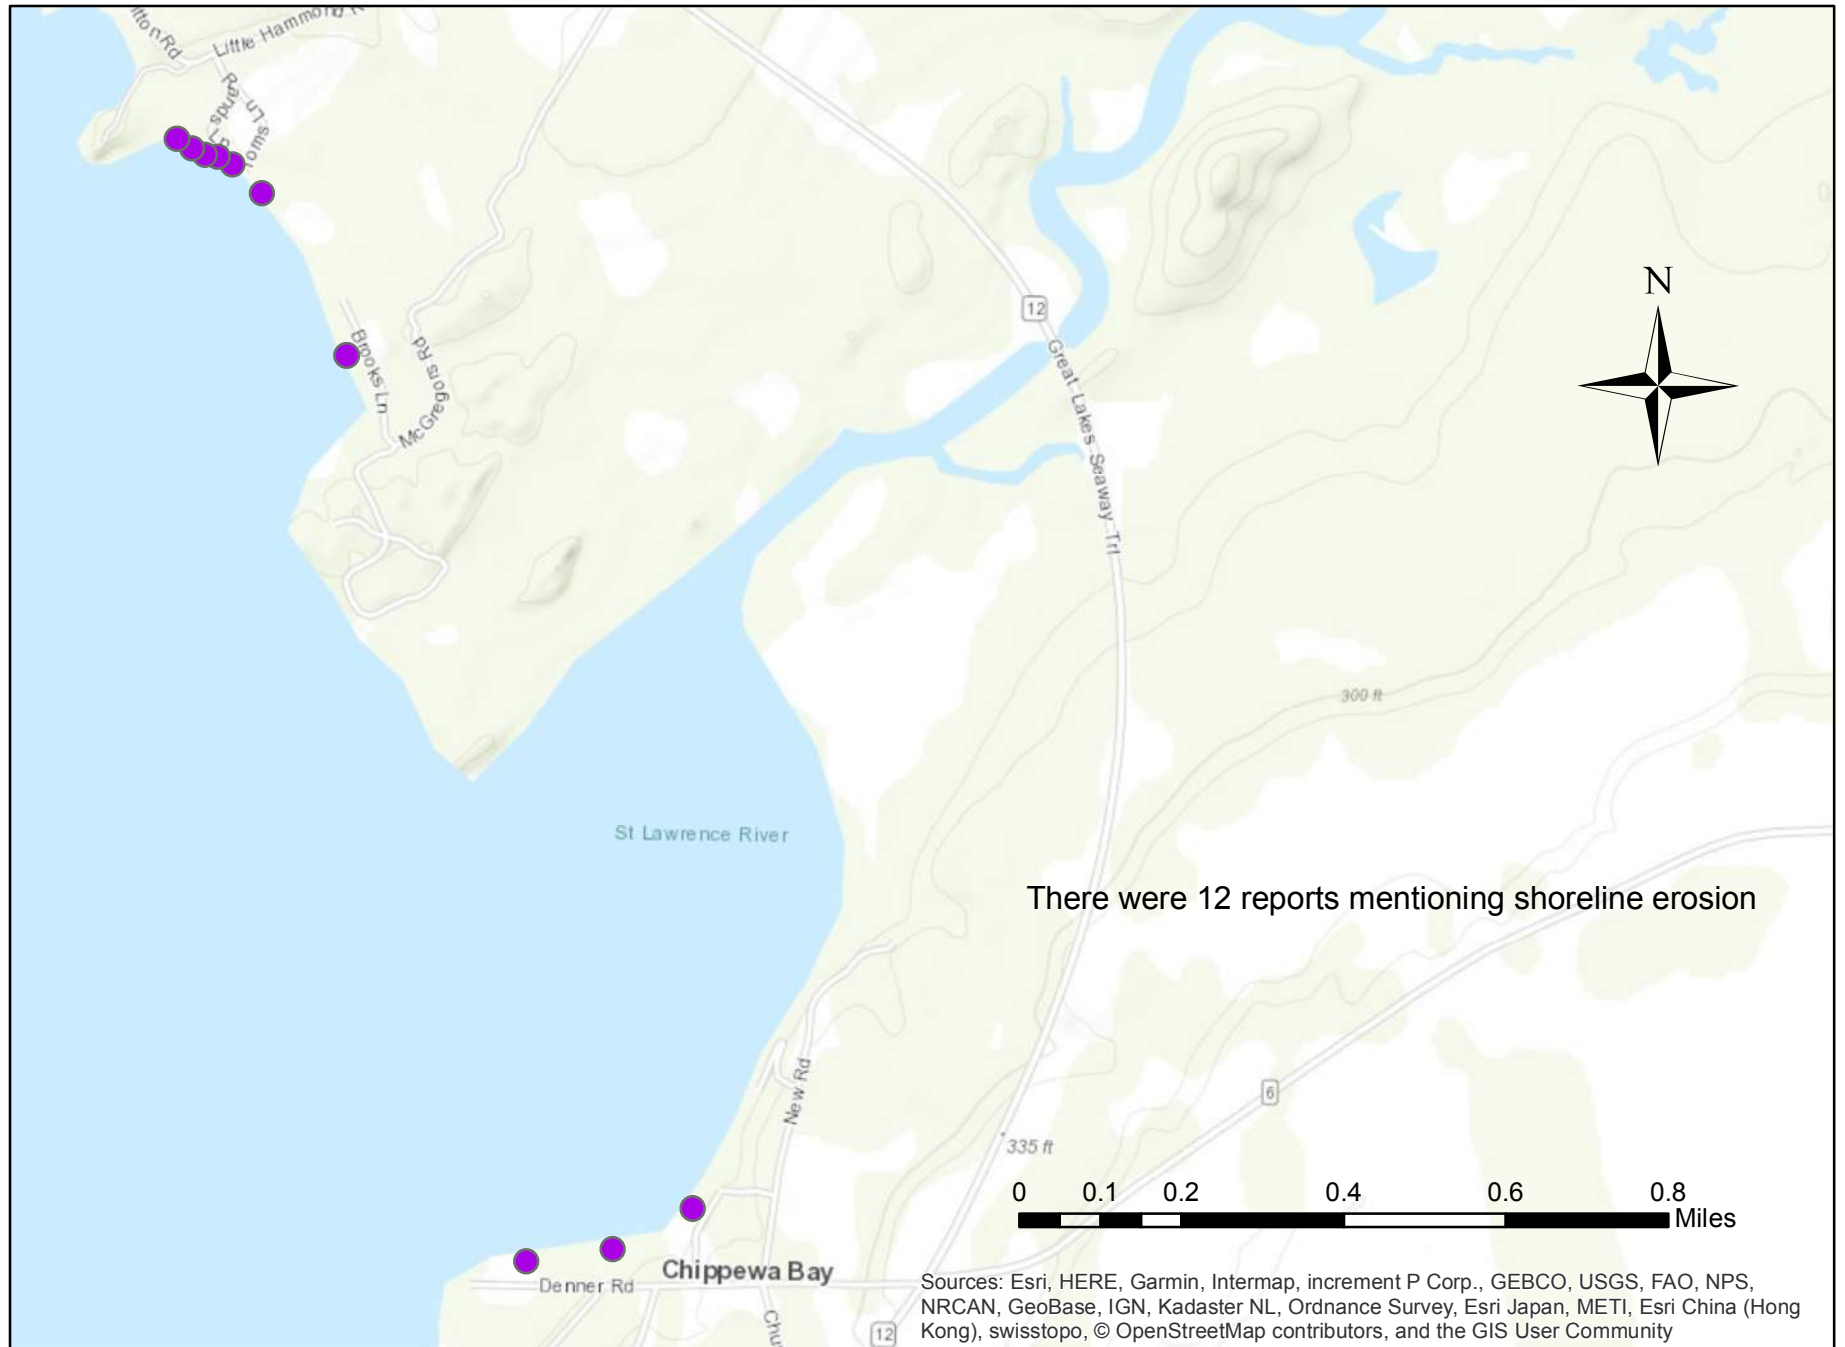 Little Hammond R
Rands Ln
Toms Ln
N
12
Brooks Ln
McGregors Rd
Great Lakes Seaway Trl
300 ft
St Lawrence River
There were 12 reports mentioning shoreline erosion
New Rd
6
335 ft
0 0.1 0.2 0.4 0.6 0.8
Miles
Chippewa Bay
Denner Rd
12
Sources: Esri, HERE, Garmin, Intermap, increment P Corp., GEBCO, USGS, FAO, NPS,
NRCAN, GeoBase, IGN, Kadaster NL, Ordnance Survey, Esri Japan, METI, Esri China (Hong
Kong), swisstopo, © OpenStreetMap contributors, and the GIS User Community